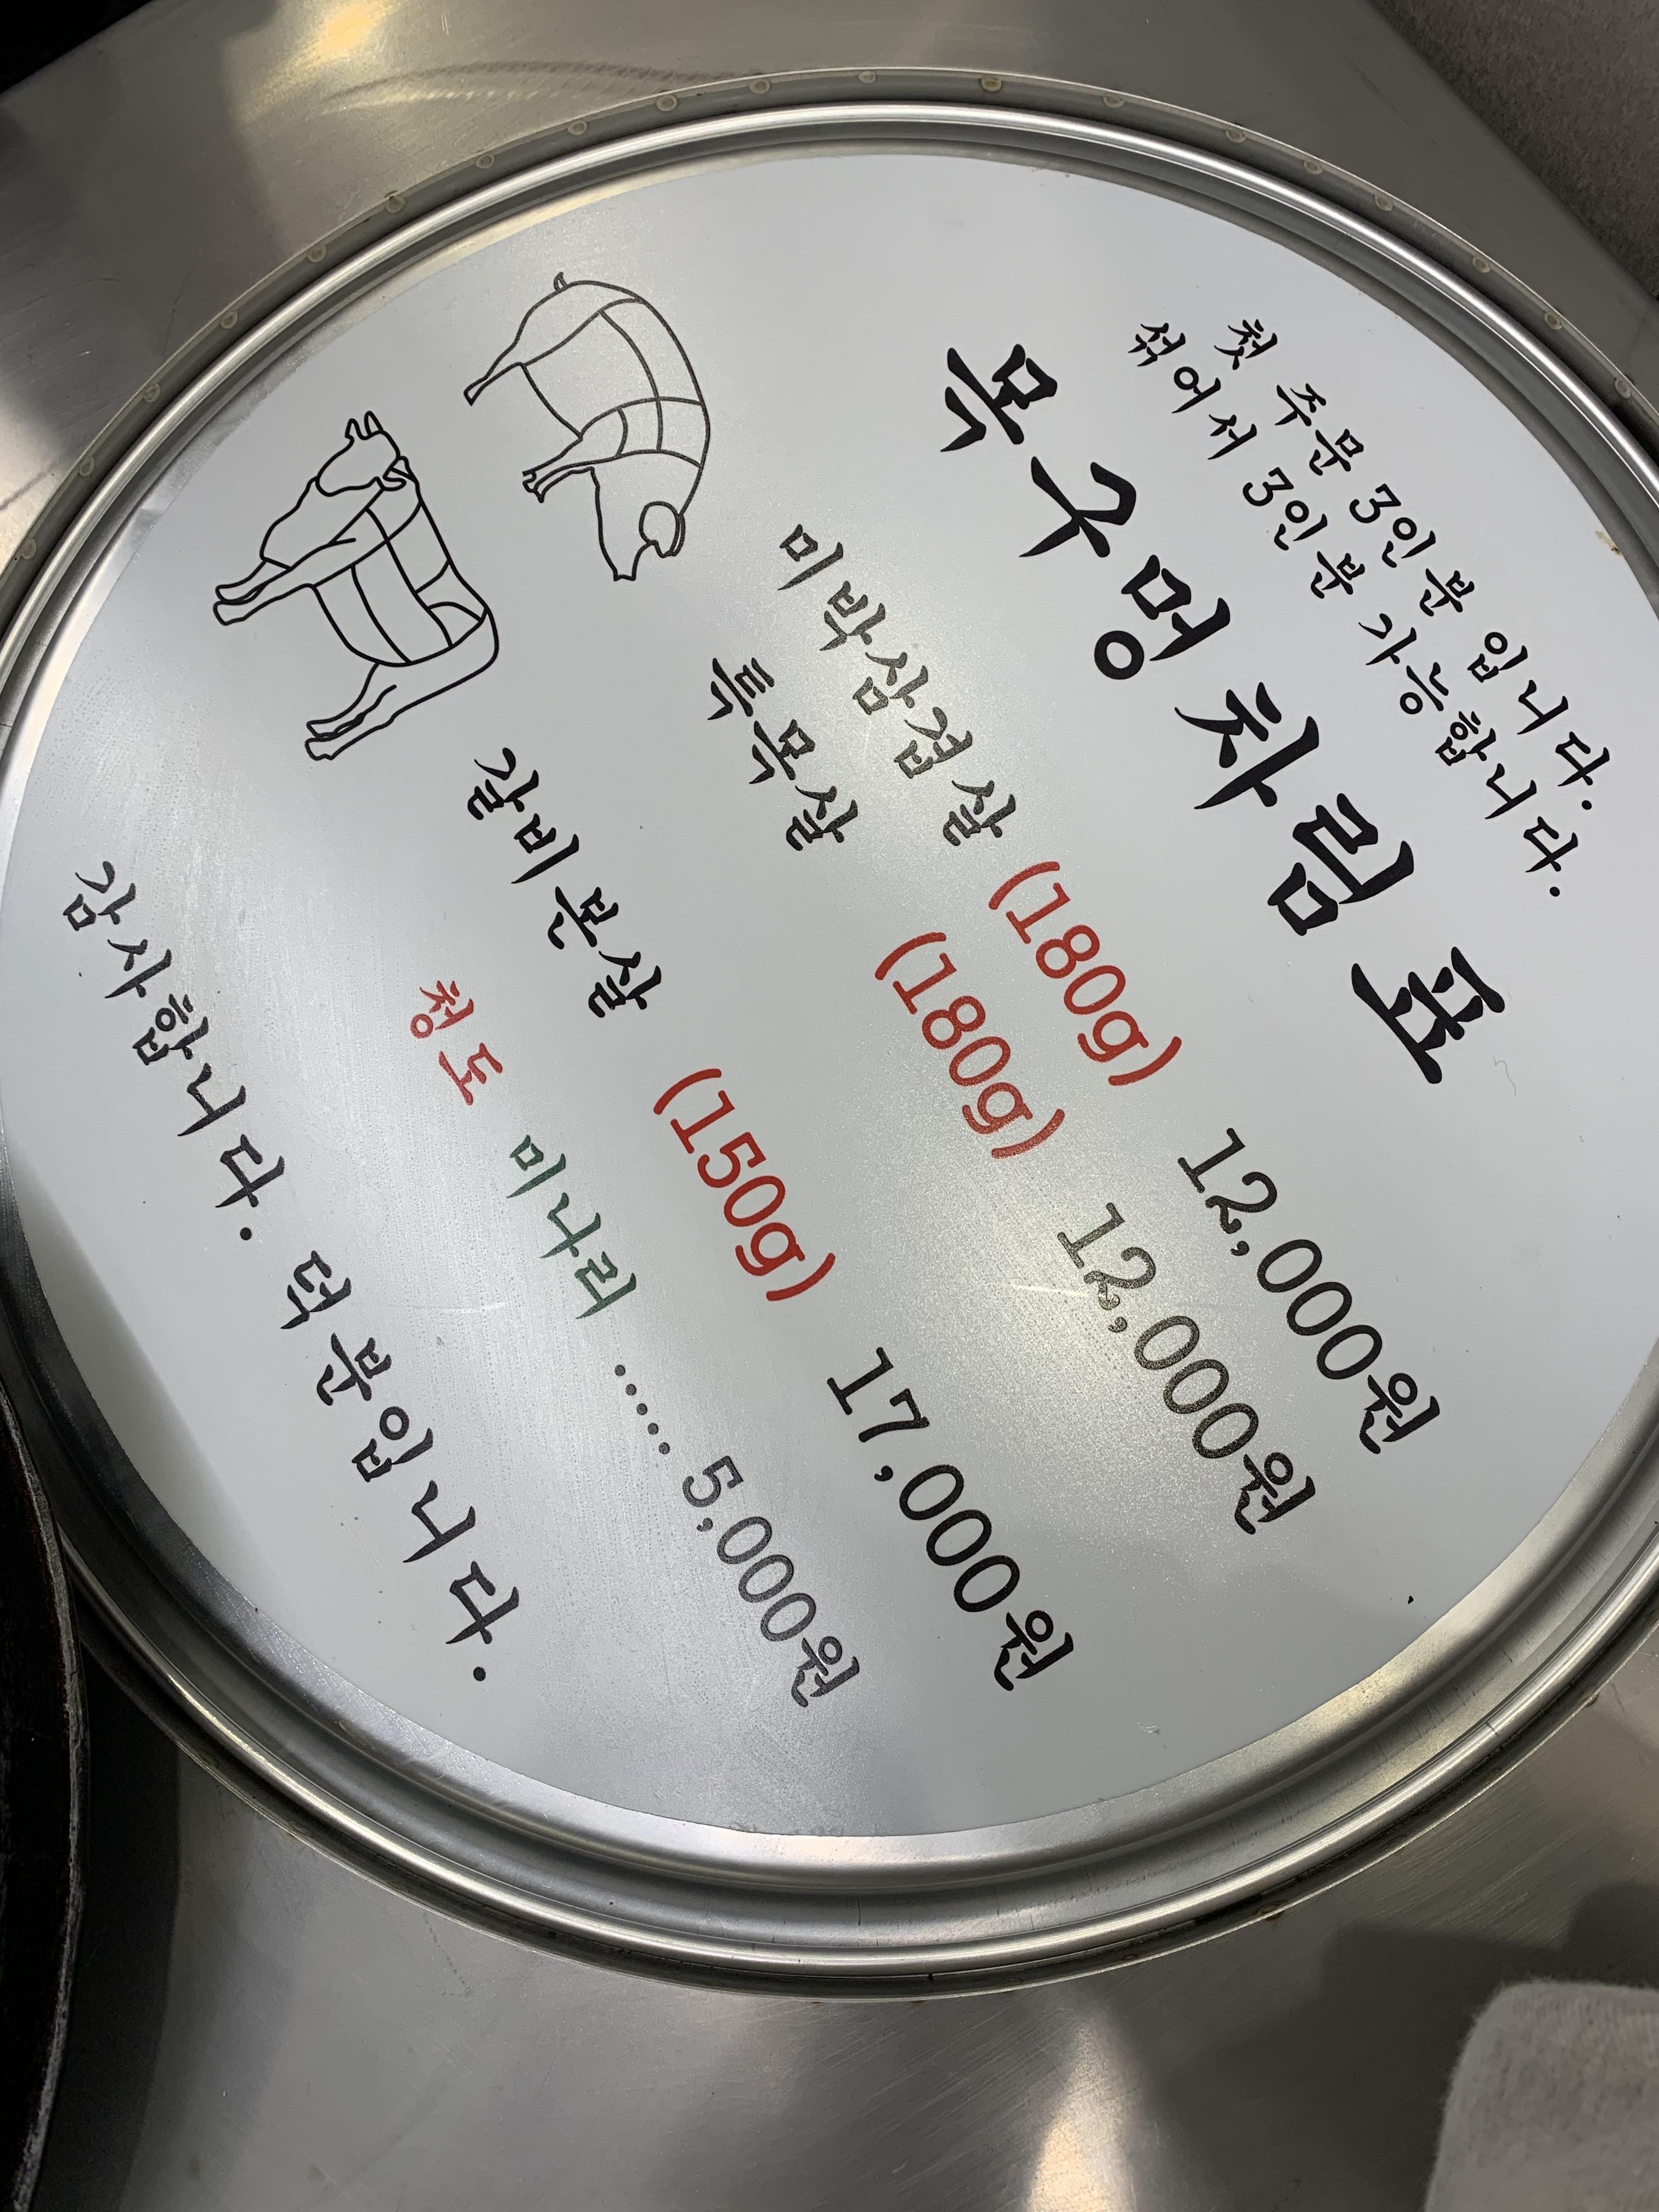 첫 주문 3인분 입니다.
섞어서 3인분 가능합니다.
목구멍 차림표
미박삼겹살 (180g) 12,000원
특목살 (180g) 12,000원
갈비본살 (150g) 17,000원
청도 미나리 ..... 5,000원
감사합니다. 덕분입니다.